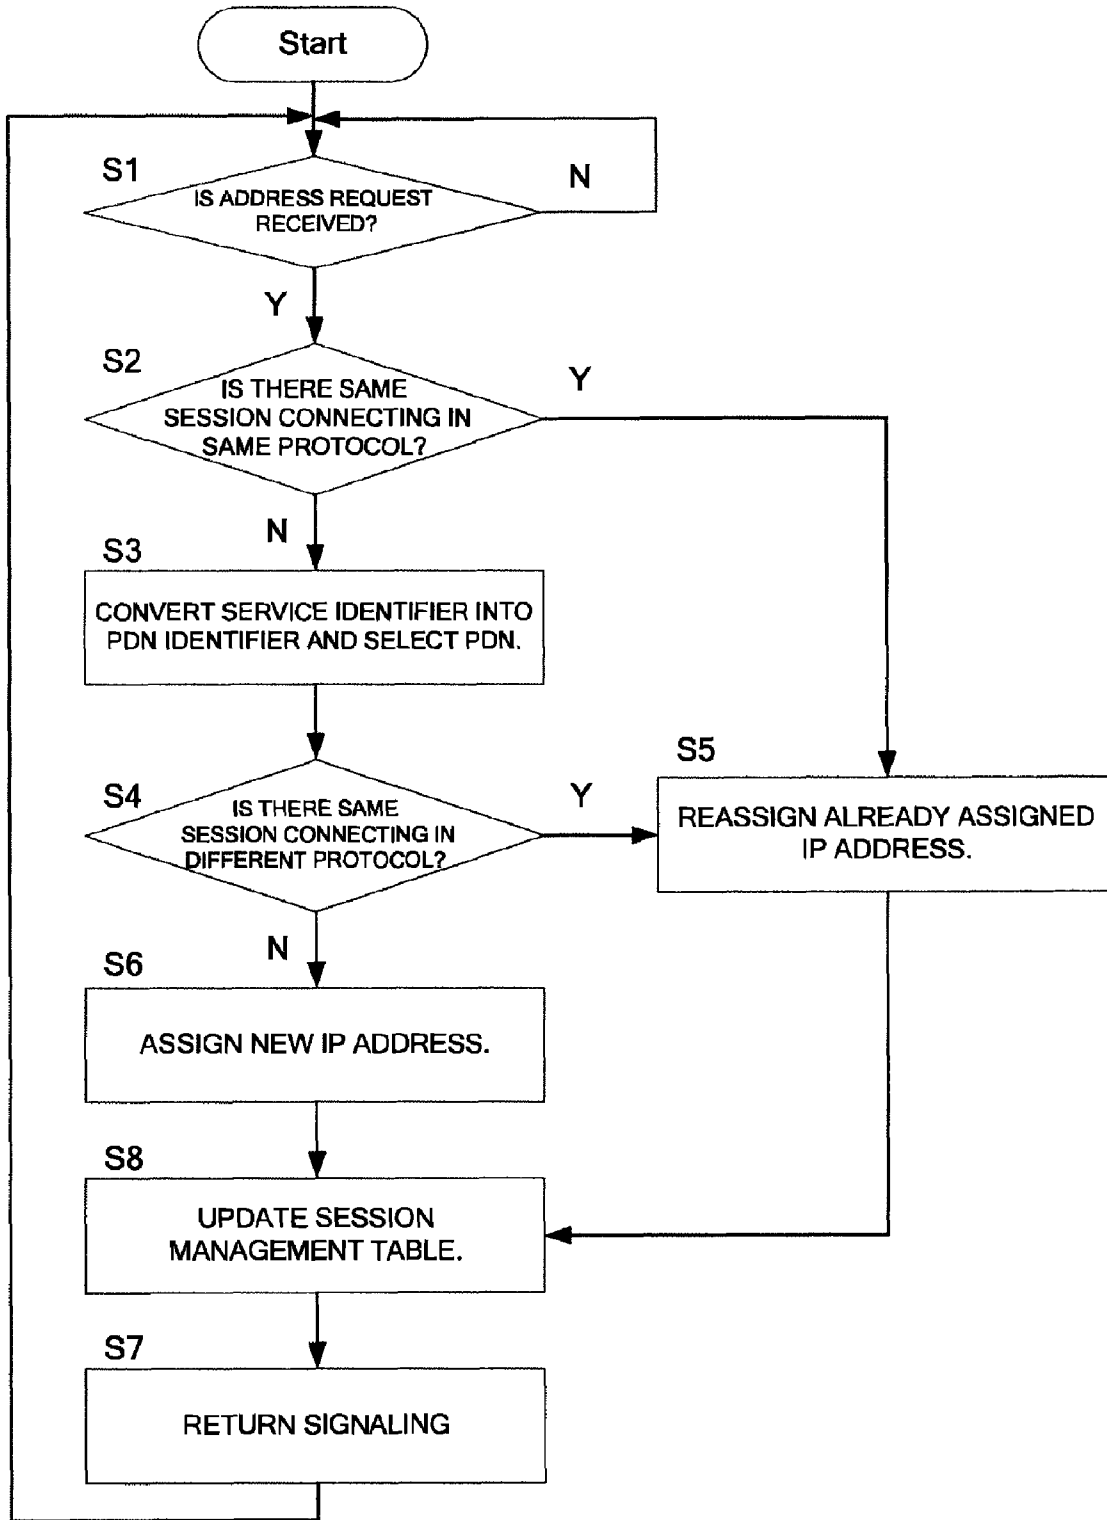 Start
S1
IS ADDRESS REQUEST
RECEIVED?
N
Y
S2
IS THERE SAME
SESSION CONNECTING IN
SAME PROTOCOL?
Y
N
S3
CONVERT SERVICE IDENTIFIER INTO
PDN IDENTIFIER AND SELECT PDN.
S4
IS THERE SAME
SESSION CONNECTING IN
DIFFERENT PROTOCOL?
Y
S5
REASSIGN ALREADY ASSIGNED
IP ADDRESS.
N
S6
ASSIGN NEW IP ADDRESS.
S8
UPDATE SESSION
MANAGEMENT TABLE.
S7
RETURN SIGNALING